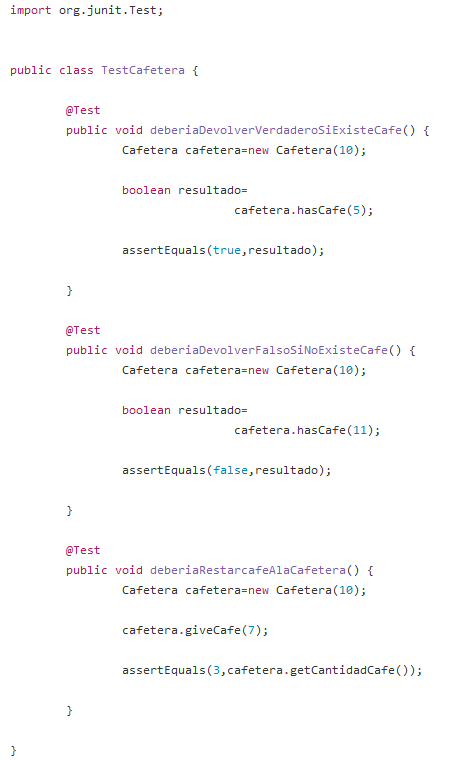 import org.junit.Test;
public class TestCafetera {
@Test
public void deberiaDevolverVerdaderoSiExisteCafe() {
Cafetera cafetera=new Cafetera(10);
boolean resultado=
cafetera.hasCafe(5);
assertEquals(true,resultado);
}
@Test
public void deberiaDevolverFalsoSiNoExisteCafe() {
Cafetera cafetera=new Cafetera(10);
boolean resultado=
cafetera.hasCafe(11);
assertEquals(false,resultado);
}
@Test
public void deberiaRestarcafeAlaCafetera() {
Cafetera cafetera=new Cafetera(10);
cafetera.giveCafe(7);
assertEquals(3,cafetera.getCantidadCafe());
}
}